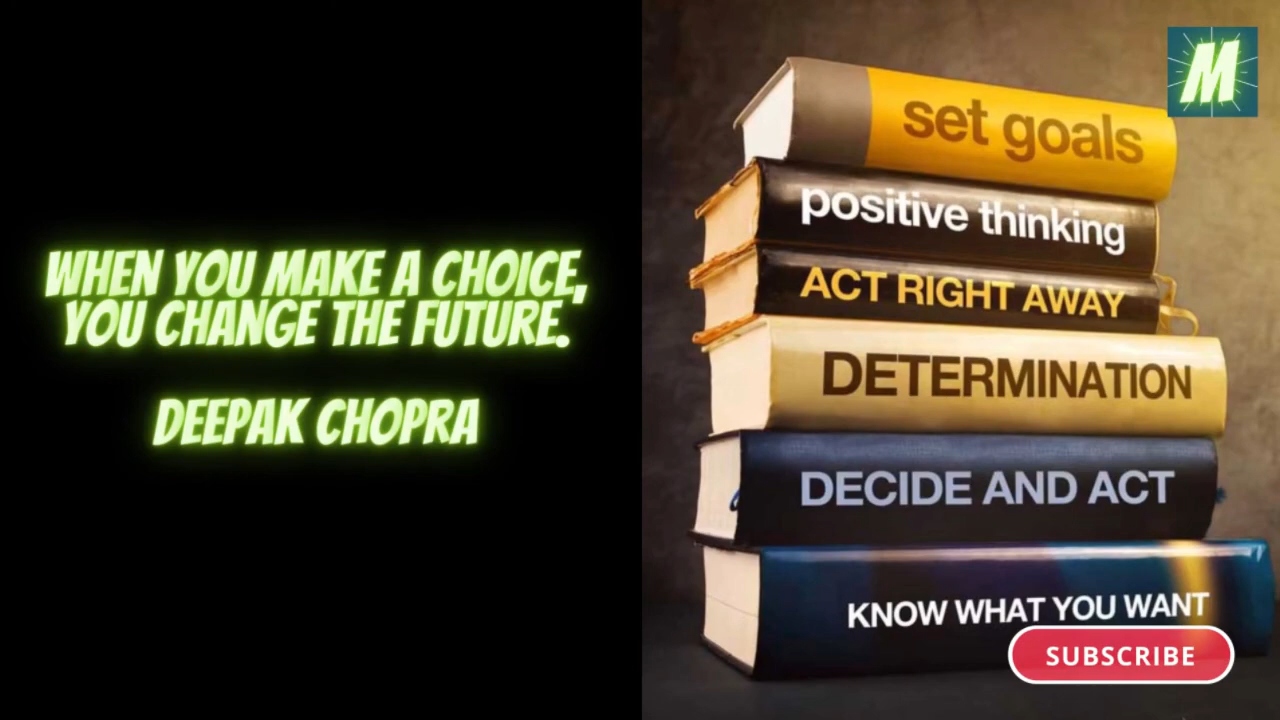 WHEN YOU MAKE A CHOICE,
YOU CHANGE THE FUTURE.
DEEPAK CHOPRA
M
set goals
positive thinking
ACT RIGHT AWAY
DETERMINATION
DECIDE AND ACT
KNOW WHAT YOU WANT
SUBSCRIBE